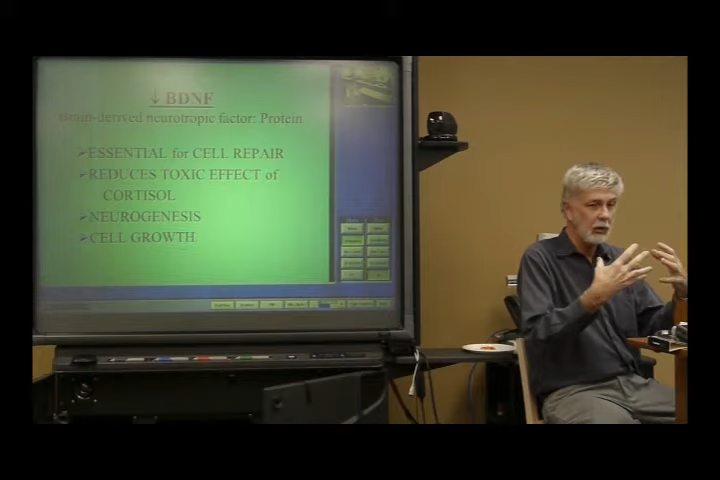 ↓ BDNF
Brain-derived neurotropic factor: Protein
➢ESSENTIAL for CELL REPAIR
➢REDUCES TOXIC EFFECT of
CORTISOL
➢NEUROGENESIS
➢CELL GROWTH